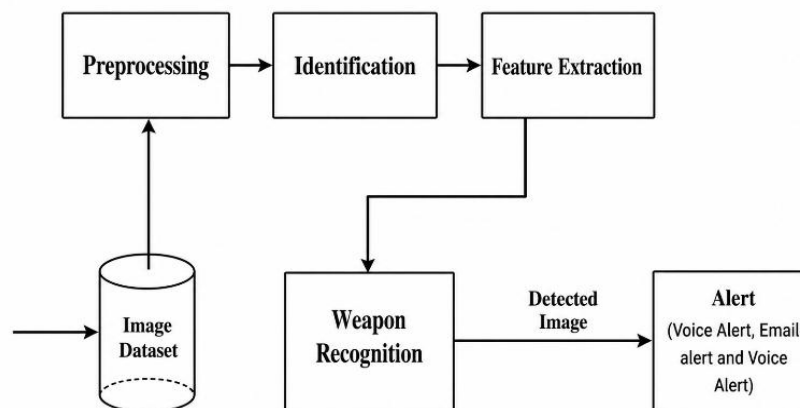 Preprocessing
Identification
Feature Extraction
Image
Dataset
Weapon
Recognition
Detected
Image
Alert
(Voice Alert, Email
alert and Voice
Alert)